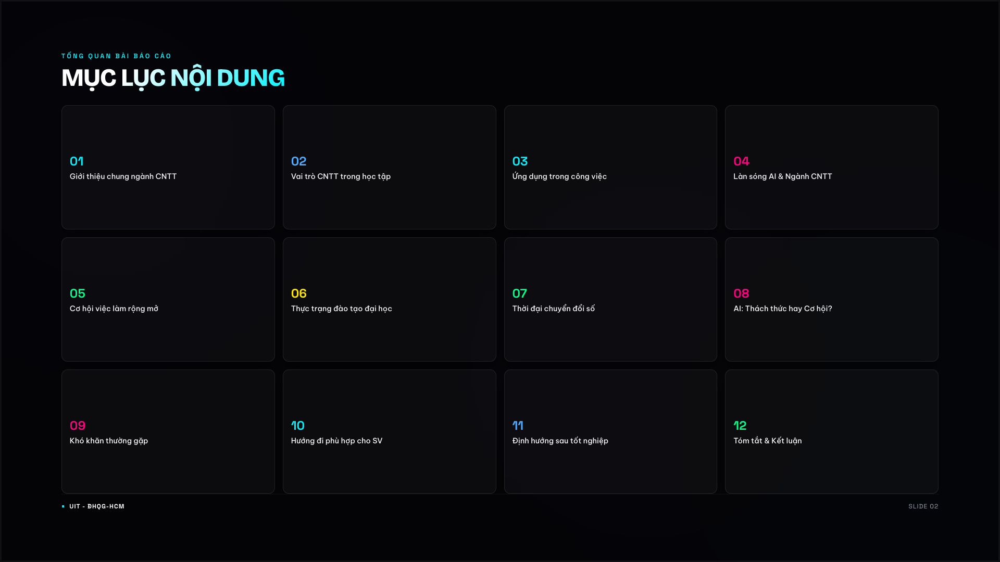 TỔNG QUAN BÀI BÁO CÁO
MỤC LỤC NỘI DUNG
01
Giới thiệu chung ngành CNTT
02
Vai trò CNTT trong học tập
03
Ứng dụng trong công việc
04
Làn sóng AI & Ngành CNTT
05
Cơ hội việc làm rộng mở
06
Thực trạng đào tạo đại học
07
Thời đại chuyển đổi số
08
AI: Thách thức hay Cơ hội?
09
Khó khăn thường gặp
10
Hướng đi phù hợp cho SV
11
Định hướng sau tốt nghiệp
12
Tóm tắt & Kết luận
UIT - ĐHQG-HCM
SLIDE 02